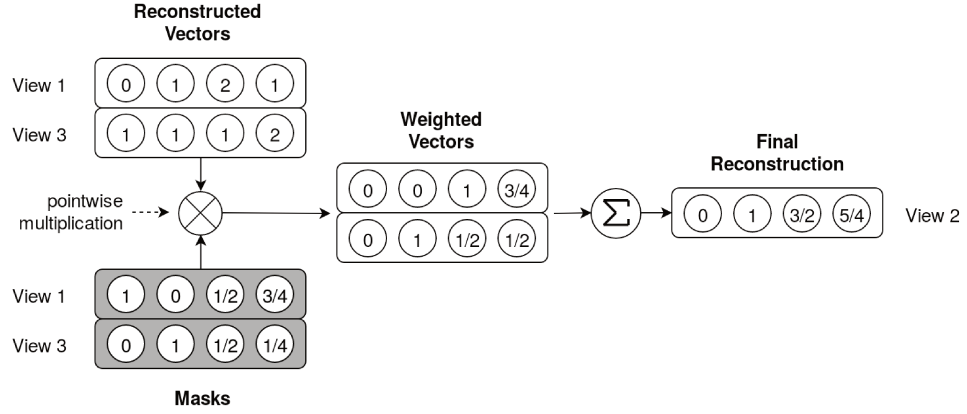 Reconstructed
Vectors
View 1
0 1 2 1
View 3
1 1 1 2
Weighted
Vectors
0 0 1 3/4
0 1 1/2 1/2
Final
Reconstruction
0 1 3/2 5/4
View 2
pointwise
multiplication
Σ
View 1
1 0 1/2 3/4
View 3
0 1 1/2 1/4
Masks